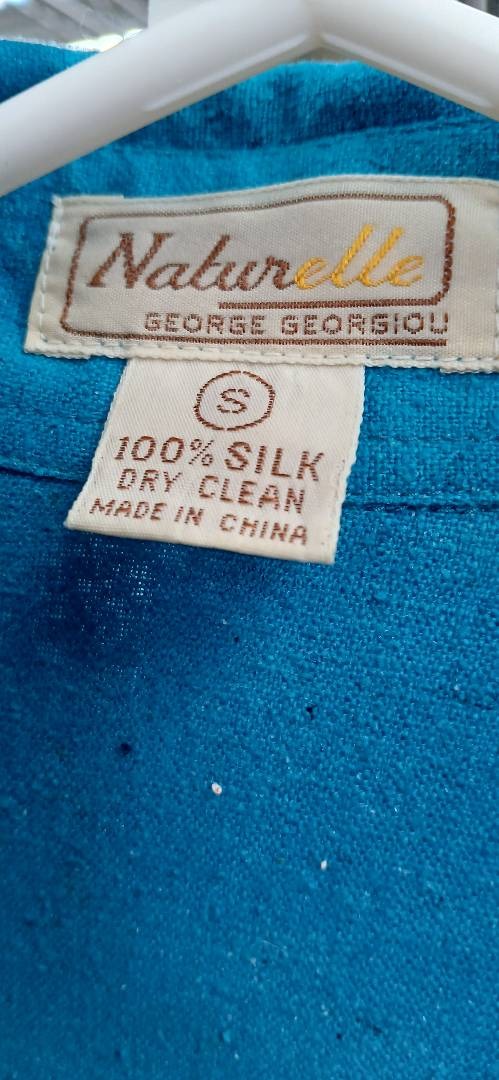 Naturelle
GEORGE GEORGIOU
S
100% SILK
DRY CLEAN
MADE IN CHINA